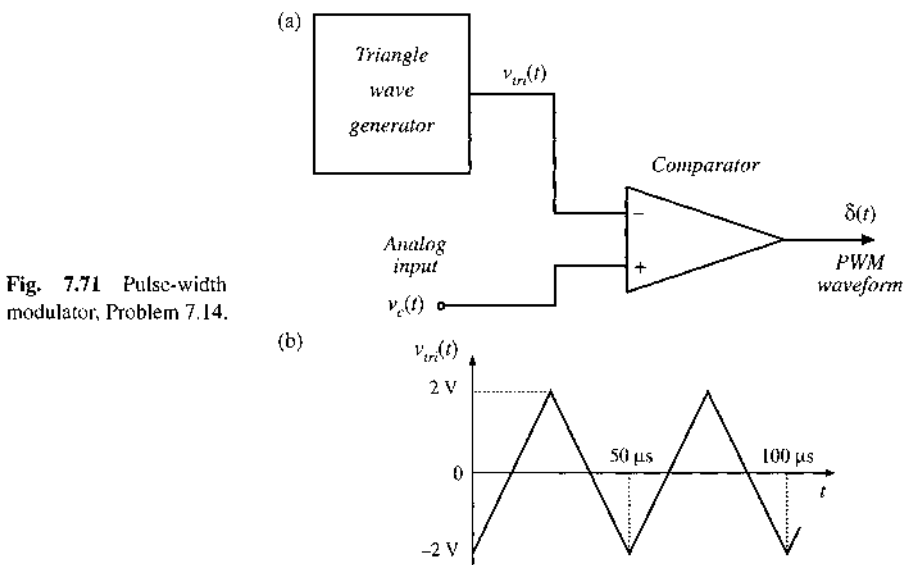 (a)
Triangle
wave
generator
v_tri(t)
Comparator
−
+
δ(t)
PWM
waveform
Analog
input
v_c(t)
Fig. 7.71 Pulse-width
modulator, Problem 7.14.
(b)
v_tri(t)
2 V
50 μs
100 μs
0
t
−2 V